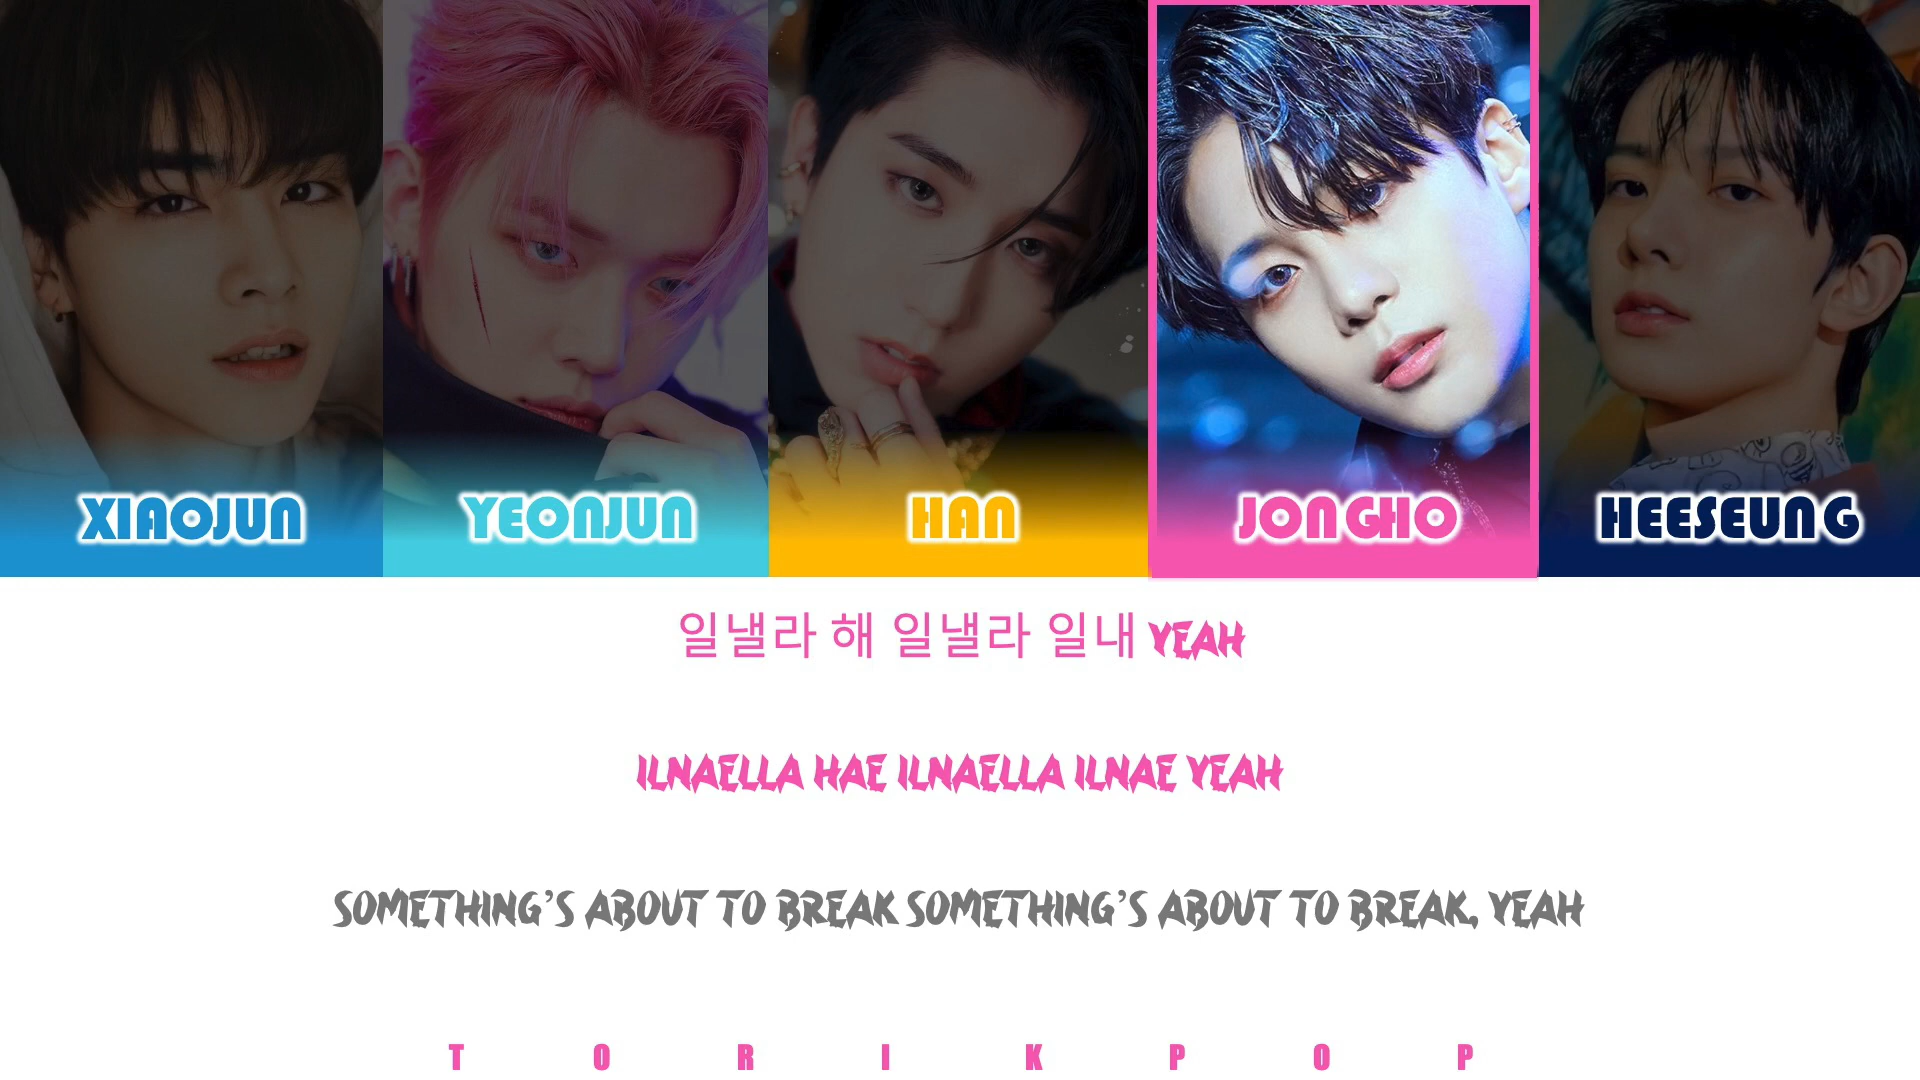 XIAOJUN YEONJUN HAN JONGHO HEESEUNG
일낼라 해 일낼라 일내 YEAH
ILNAELLA HAE ILNAELLA ILNAE YEAH
SOMETHING'S ABOUT TO BREAK SOMETHING'S ABOUT TO BREAK, YEAH
T O R I K P O P